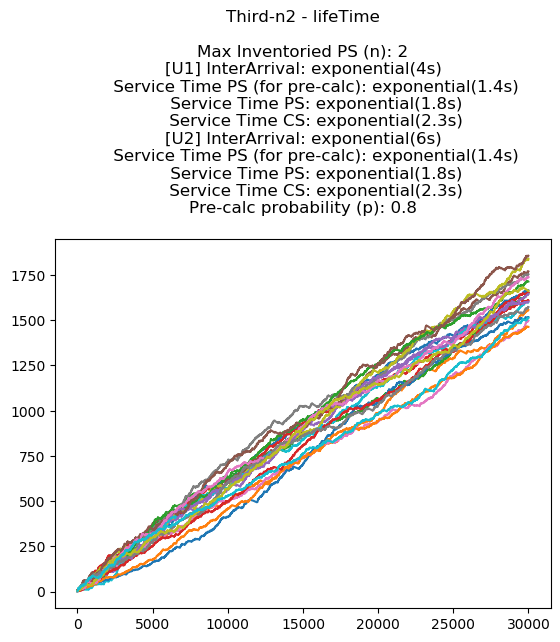 Third-n2 - lifeTime
Max Inventoried PS (n): 2
[U1] InterArrival: exponential(4s)
Service Time PS (for pre-calc): exponential(1.4s)
Service Time PS: exponential(1.8s)
Service Time CS: exponential(2.3s)
[U2] InterArrival: exponential(6s)
Service Time PS (for pre-calc): exponential(1.4s)
Service Time PS: exponential(1.8s)
Service Time CS: exponential(2.3s)
Pre-calc probability (p): 0.8
1750
1500
1250
1000
750
500
250
0
0 5000 10000 15000 20000 25000 30000